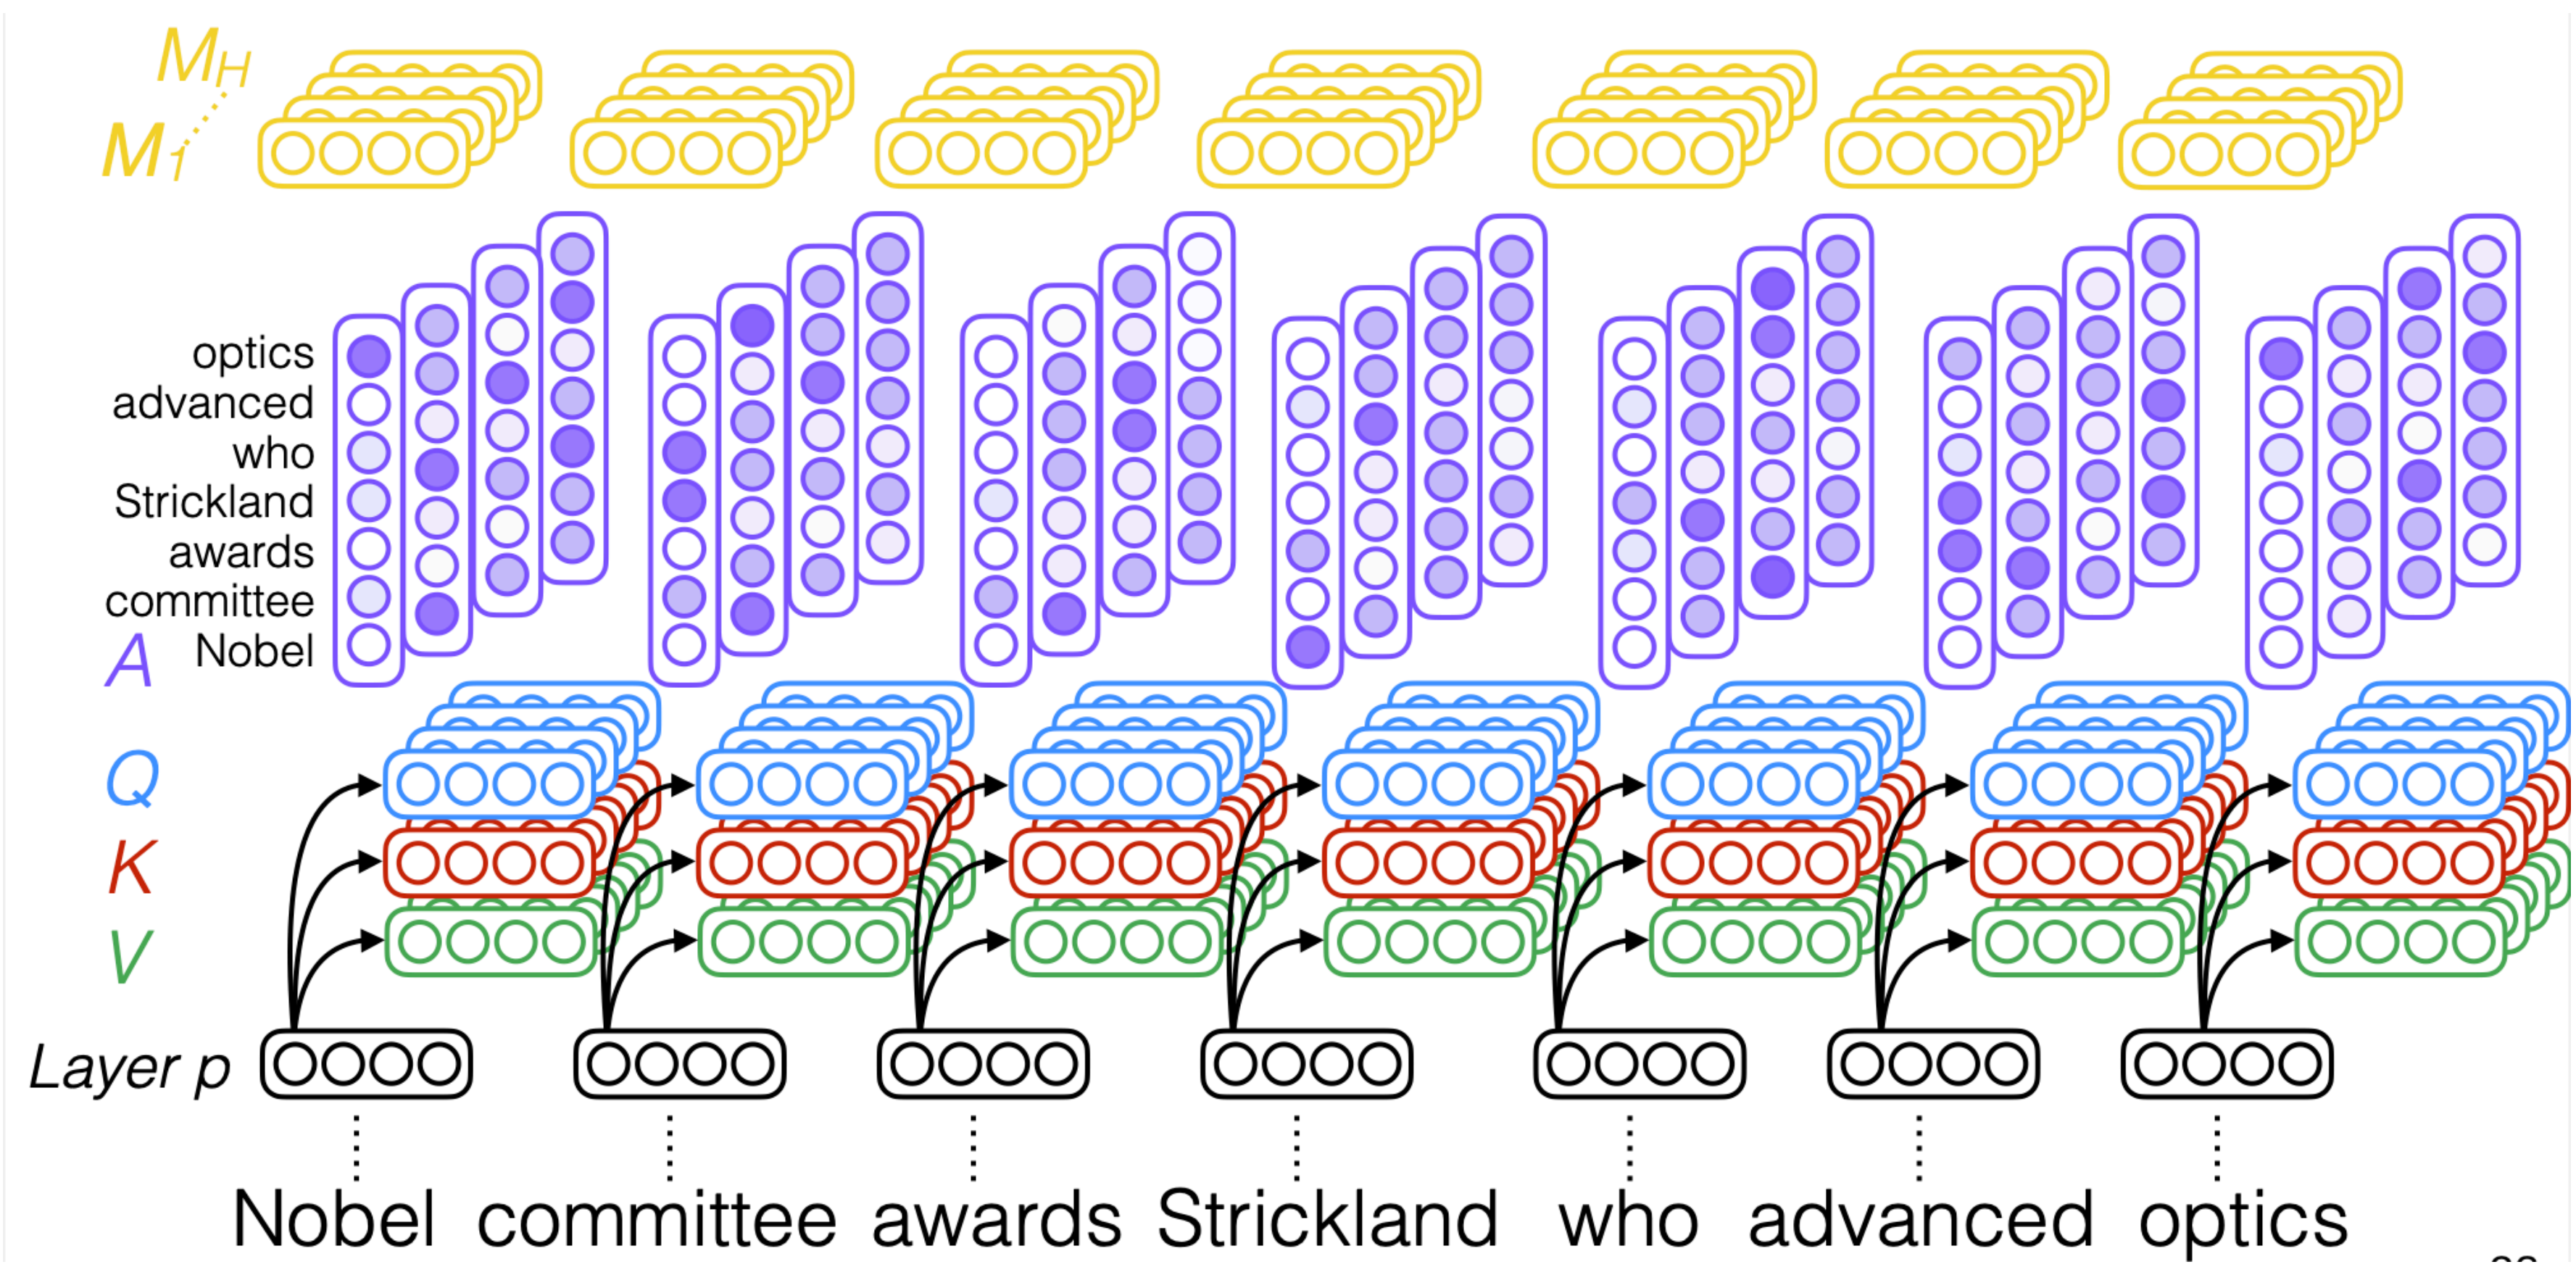 M_H
M_1
optics
advanced
who
Strickland
awards
committee
A Nobel
Q
K
V
Layer p
Nobel committee awards Strickland who advanced optics